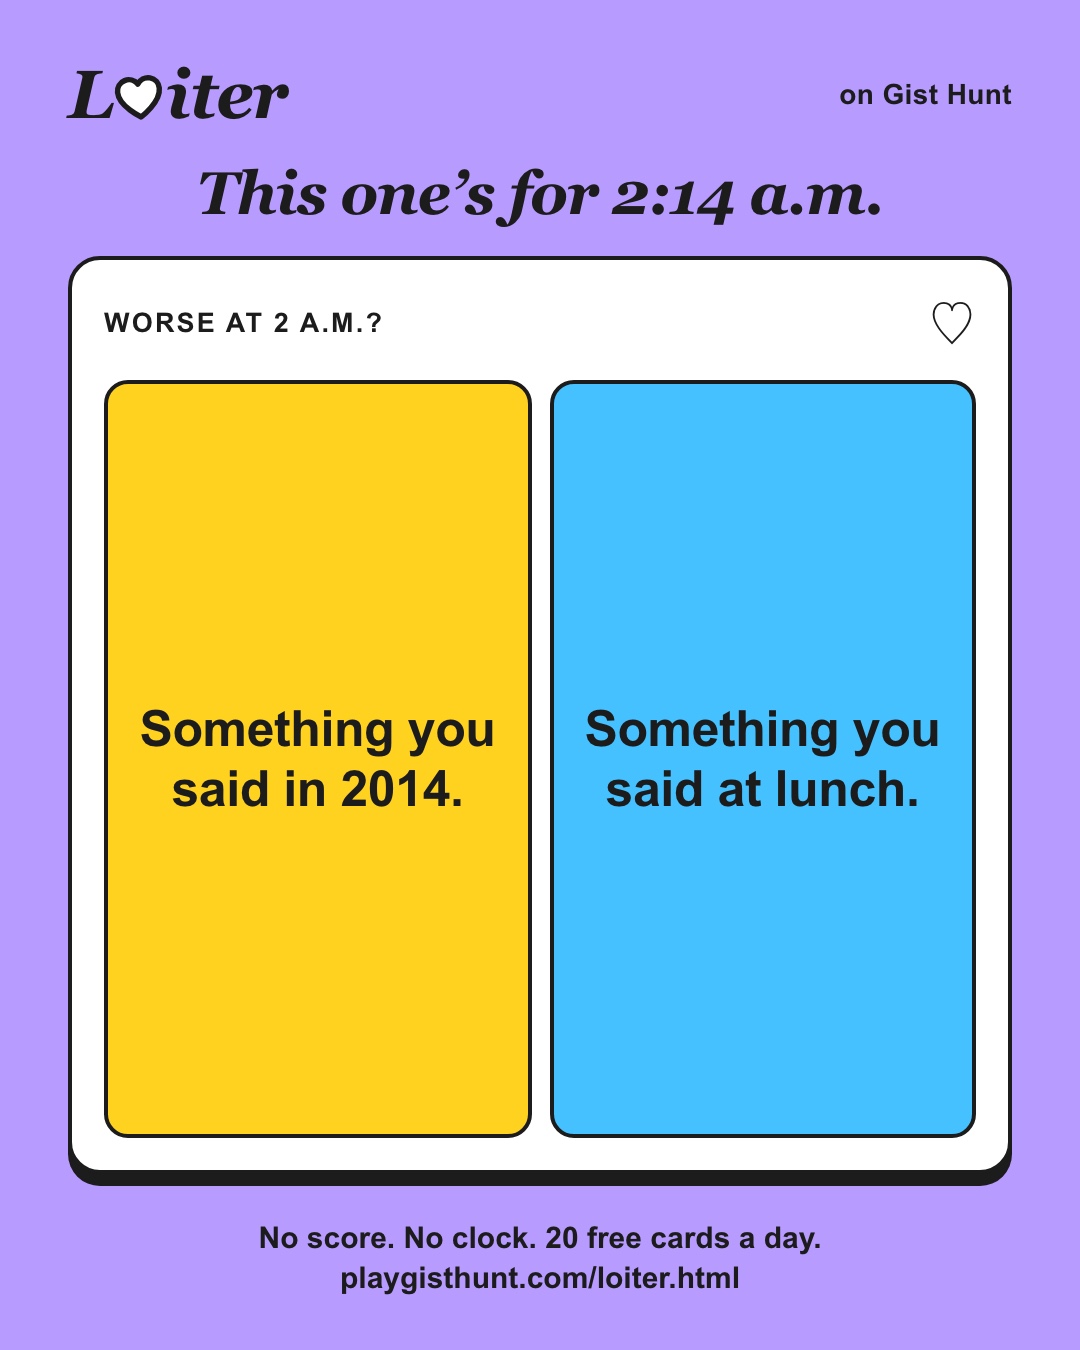 Loiter
on Gist Hunt
This one’s for 2:14 a.m.
WORSE AT 2 A.M.?
Something you
said in 2014.
Something you
said at lunch.
No score. No clock. 20 free cards a day.
playgisthunt.com/loiter.html